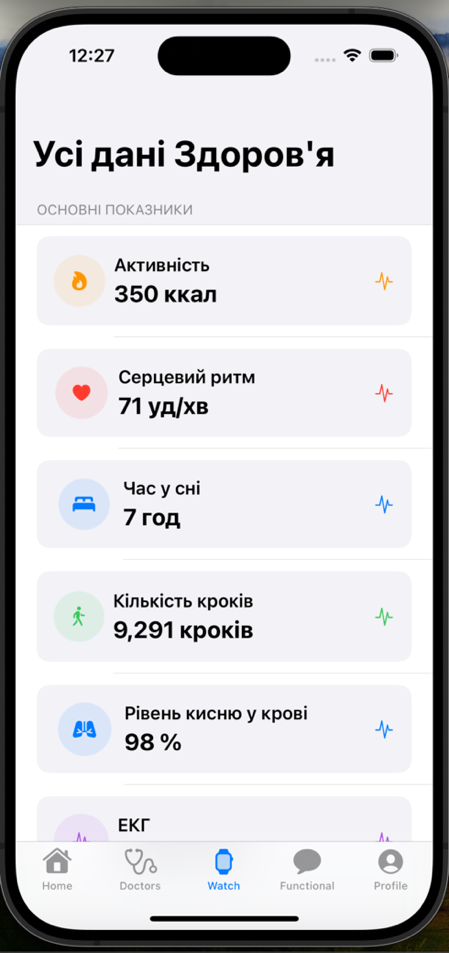 12:27
Усі дані Здоров'я
ОСНОВНІ ПОКАЗНИКИ
Активність
350 ккал
Серцевий ритм
71 уд/хв
Час у сні
7 год
Кількість кроків
9,291 кроків
Рівень кисню у крові
98 %
ЕКГ
Home Doctors Watch Functional Profile